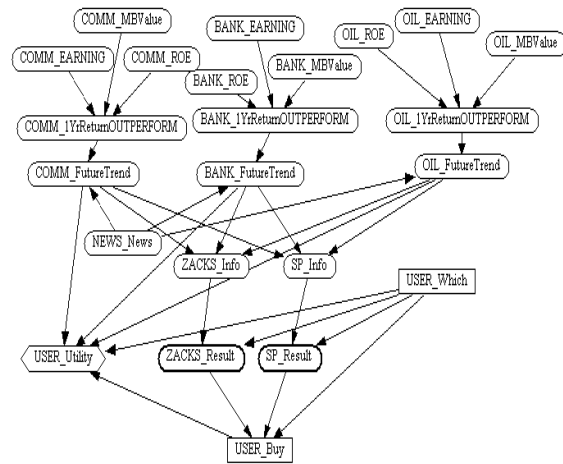 COMM_MBValue
BANK_EARNING
OIL_EARNING
OIL_ROE
OIL_MBValue
COMM_EARNING
COMM_ROE
BANK_ROE
BANK_MBValue
COMM_1YrReturnOUTPERFORM
BANK_1YrReturnOUTPERFORM
OIL_1YrReturnOUTPERFORM
COMM_FutureTrend
BANK_FutureTrend
OIL_FutureTrend
NEWS_News
ZACKS_Info
SP_Info
USER_Which
USER_Utility
ZACKS_Result
SP_Result
USER_Buy